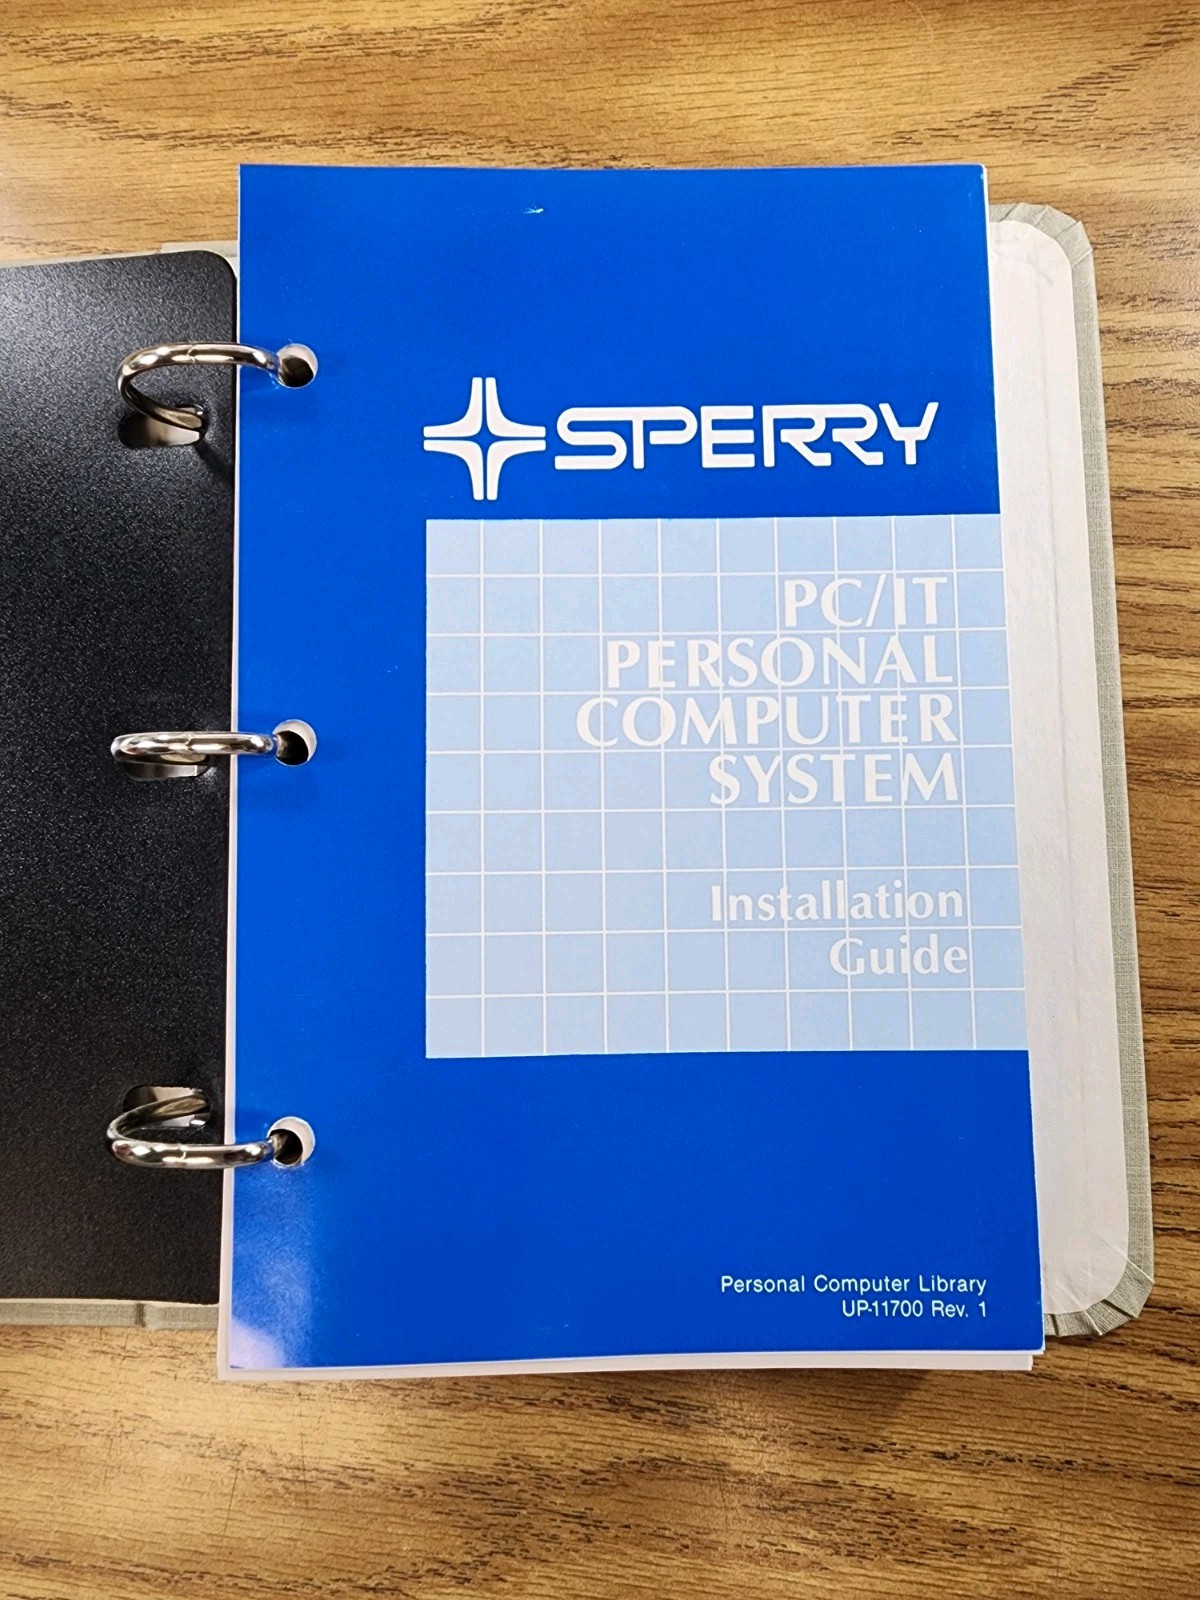 SPERRY
PC/IT
PERSONAL
COMPUTER
SYSTEM
Installation
Guide
Personal Computer Library
UP-11700 Rev. 1